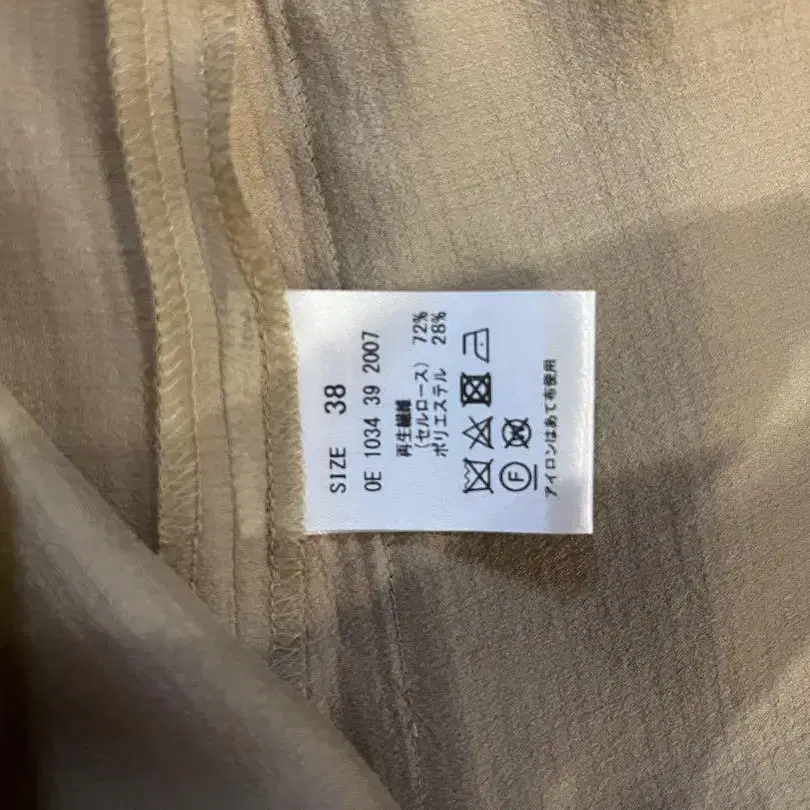 SIZE 38
OE 1034 39 2007
再生繊維
(セルロース) 72%
ポリエステル 28%
F W
アイロンはあて布使用